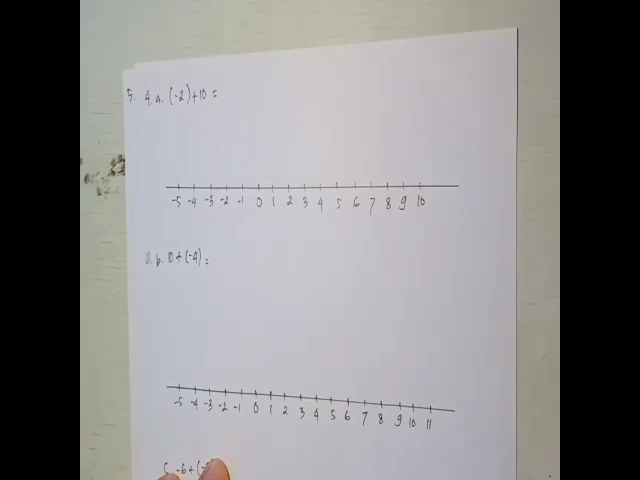 5. 4. a. (-2)+10 =
-5 -4 -3 -2 -1 0 1 2 3 4 5 6 7 8 9 10
b. 10 + (-4) =
-5 -4 -3 -2 -1 0 1 2 3 4 5 6 7 8 9 10 11
-6 + (-